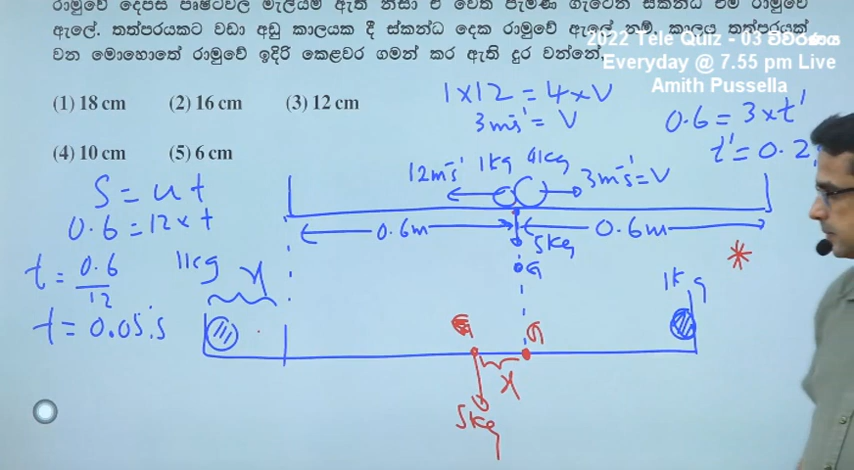 රාමුවේ දෙපස පෘෂ්ටවල මැලියම් ඇති නිසා ඒ වෙත පැමිණ ගැටෙන ස්කන්ධ එම රාමුවේ
ඇලේ. තත්පරයකට වඩා අඩු කාලයක දී ස්කන්ධ දෙක රාමුවේ ඇලේ නම්. කාලය තත්පරයක්
වන මොහොතේ රාමුවේ ඉදිරි කෙළවර ගමන් කර ඇති දුර වන්නේ,
2022 Tele Quiz - 03 විවරණය
Everyday @ 7.55 pm Live
Amith Pussella
(1) 18 cm (2) 16 cm (3) 12 cm
(4) 10 cm (5) 6 cm
1 x 12 = 4 x V
3ms⁻¹ = V
0.6 = 3 x t'
t' = 0.2
S = ut
0.6 = 12 x t
t = 0.6/12
t = 0.05 s
12ms⁻¹ 1kg 4kg 3ms⁻¹ = V
0.6m 0.6m
5kg
G
11kg x 1kg
G G
x
5kg